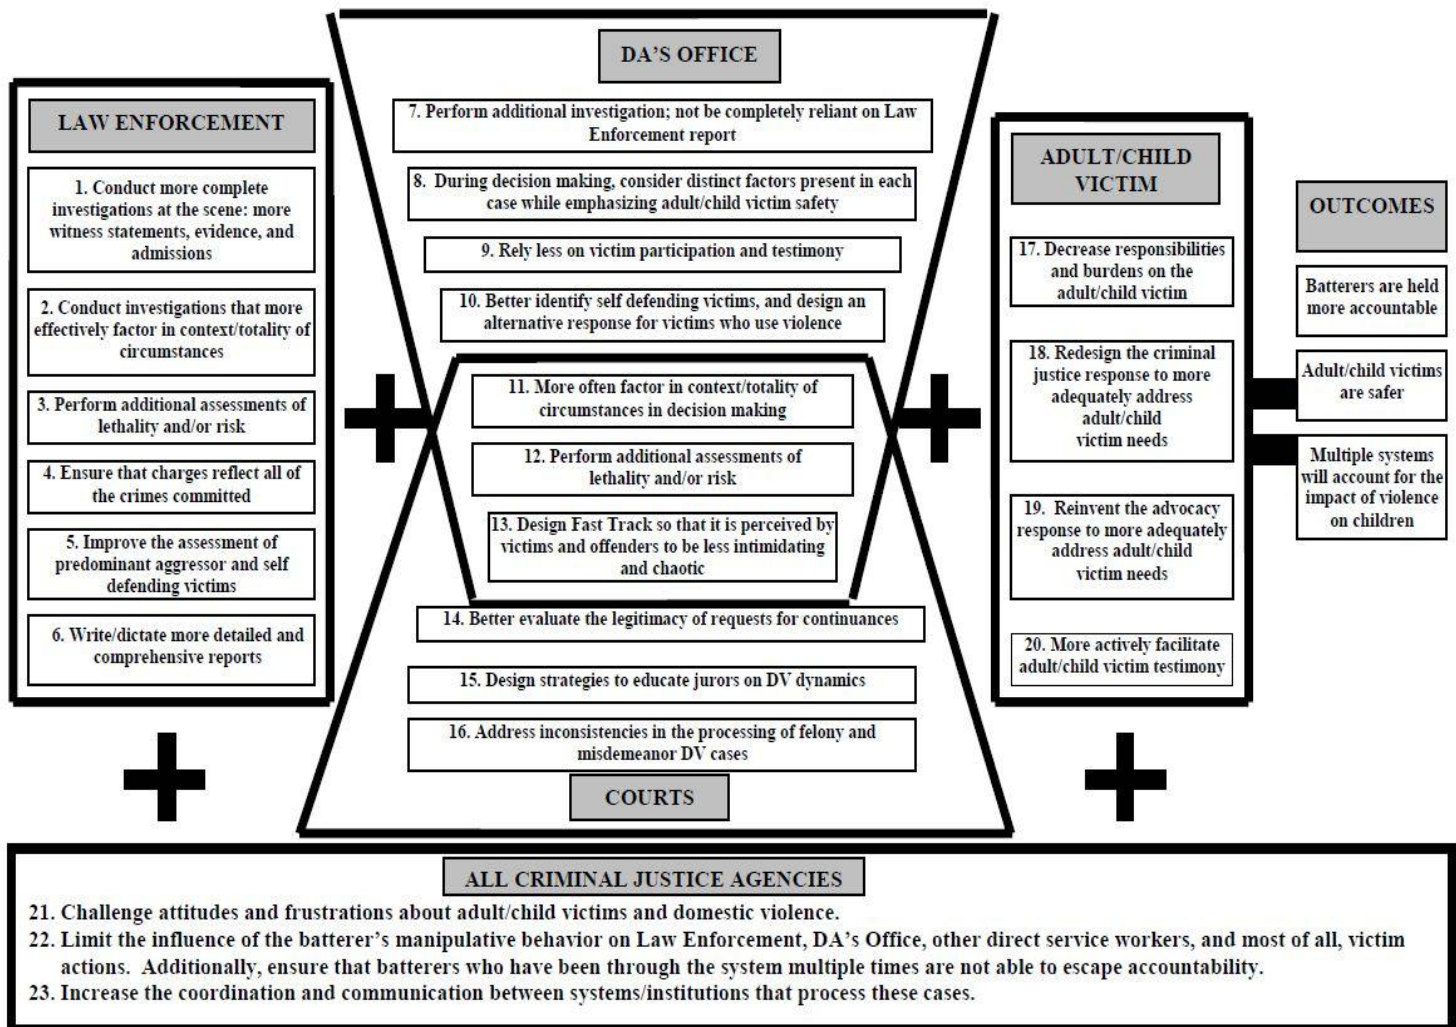 LAW ENFORCEMENT
1. Conduct more complete
investigations at the scene: more
witness statements, evidence, and
admissions
2. Conduct investigations that more
effectively factor in context/totality of
circumstances
3. Perform additional assessments of
lethality and/or risk
4. Ensure that charges reflect all of
the crimes committed
5. Improve the assessment of
predominant aggressor and self
defending victims
6. Write/dictate more detailed and
comprehensive reports
DA'S OFFICE
7. Perform additional investigation; not be completely reliant on Law
Enforcement report
8. During decision making, consider distinct factors present in each
case while emphasizing adult/child victim safety
9. Rely less on victim participation and testimony
10. Better identify self defending victims, and design an
alternative response for victims who use violence
11. More often factor in context/totality of
circumstances in decision making
12. Perform additional assessments of
lethality and/or risk
13. Design Fast Track so that it is perceived by
victims and offenders to be less intimidating
and chaotic
14. Better evaluate the legitimacy of requests for continuances
15. Design strategies to educate jurors on DV dynamics
16. Address inconsistencies in the processing of felony and
misdemeanor DV cases
COURTS
ADULT/CHILD
VICTIM
17. Decrease responsibilities
and burdens on the
adult/child victim
18. Redesign the criminal
justice response to more
adequately address
adult/child
victim needs
19. Reinvent the advocacy
response to more adequately
address adult/child
victim needs
20. More actively facilitate
adult/child victim testimony
OUTCOMES
Batterers are held
more accountable
Adult/child victims
are safer
Multiple systems
will account for the
impact of violence
on children
ALL CRIMINAL JUSTICE AGENCIES
21. Challenge attitudes and frustrations about adult/child victims and domestic violence.
22. Limit the influence of the batterer's manipulative behavior on Law Enforcement, DA's Office, other direct service workers, and most of all, victim
actions. Additionally, ensure that batterers who have been through the system multiple times are not able to escape accountability.
23. Increase the coordination and communication between systems/institutions that process these cases.